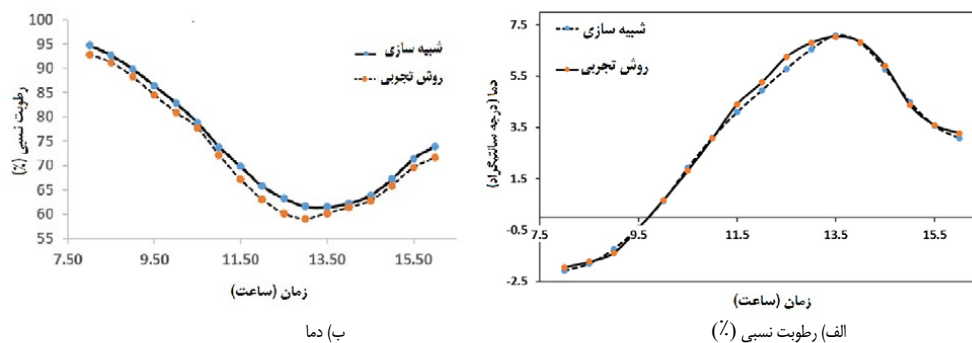 100
95
90
85
80
75
70
65
60
55
7.50 9.50 11.50 13.50 15.50
رطوبت نسبی (٪)
شبیه سازی
روش تجربی
زمان (ساعت)
ب) دما
7.5
5.5
3.5
1.5
-0.5
-2.5
7.5 9.5 11.5 13.5 15.5
دما (درجه سانتیگراد)
شبیه سازی
روش تجربی
زمان (ساعت)
الف) رطوبت نسبی (٪)